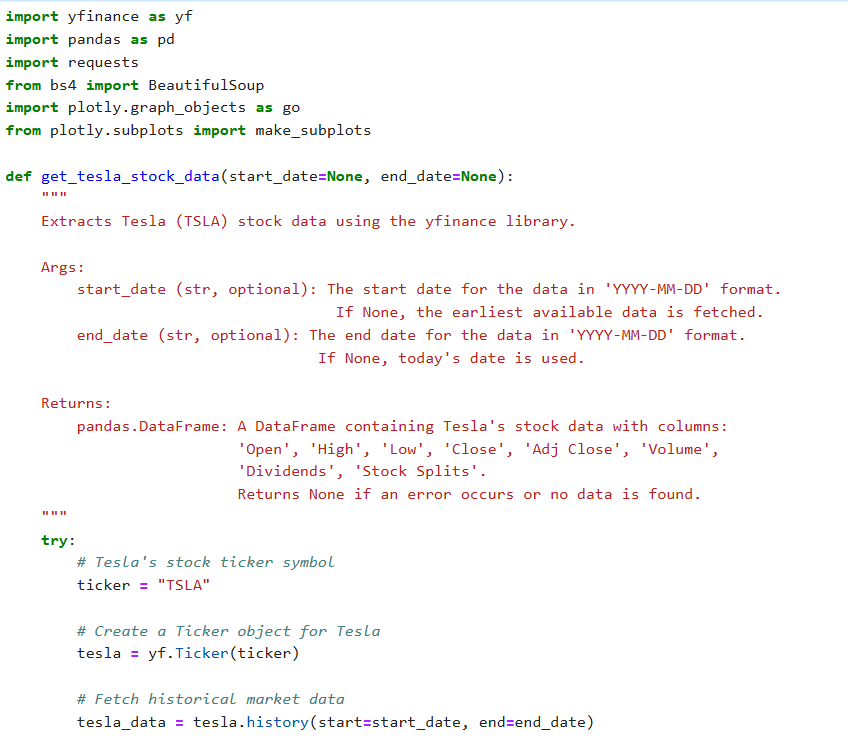 import yfinance as yf
import pandas as pd
import requests
from bs4 import BeautifulSoup
import plotly.graph_objects as go
from plotly.subplots import make_subplots

def get_tesla_stock_data(start_date=None, end_date=None):
    """
    Extracts Tesla (TSLA) stock data using the yfinance library.

    Args:
        start_date (str, optional): The start date for the data in 'YYYY-MM-DD' format.
                                     If None, the earliest available data is fetched.
        end_date (str, optional): The end date for the data in 'YYYY-MM-DD' format.
                                   If None, today's date is used.

    Returns:
        pandas.DataFrame: A DataFrame containing Tesla's stock data with columns:
                          'Open', 'High', 'Low', 'Close', 'Adj Close', 'Volume',
                          'Dividends', 'Stock Splits'.
                          Returns None if an error occurs or no data is found.
    """
    try:
        # Tesla's stock ticker symbol
        ticker = "TSLA"

        # Create a Ticker object for Tesla
        tesla = yf.Ticker(ticker)

        # Fetch historical market data
        tesla_data = tesla.history(start=start_date, end=end_date)